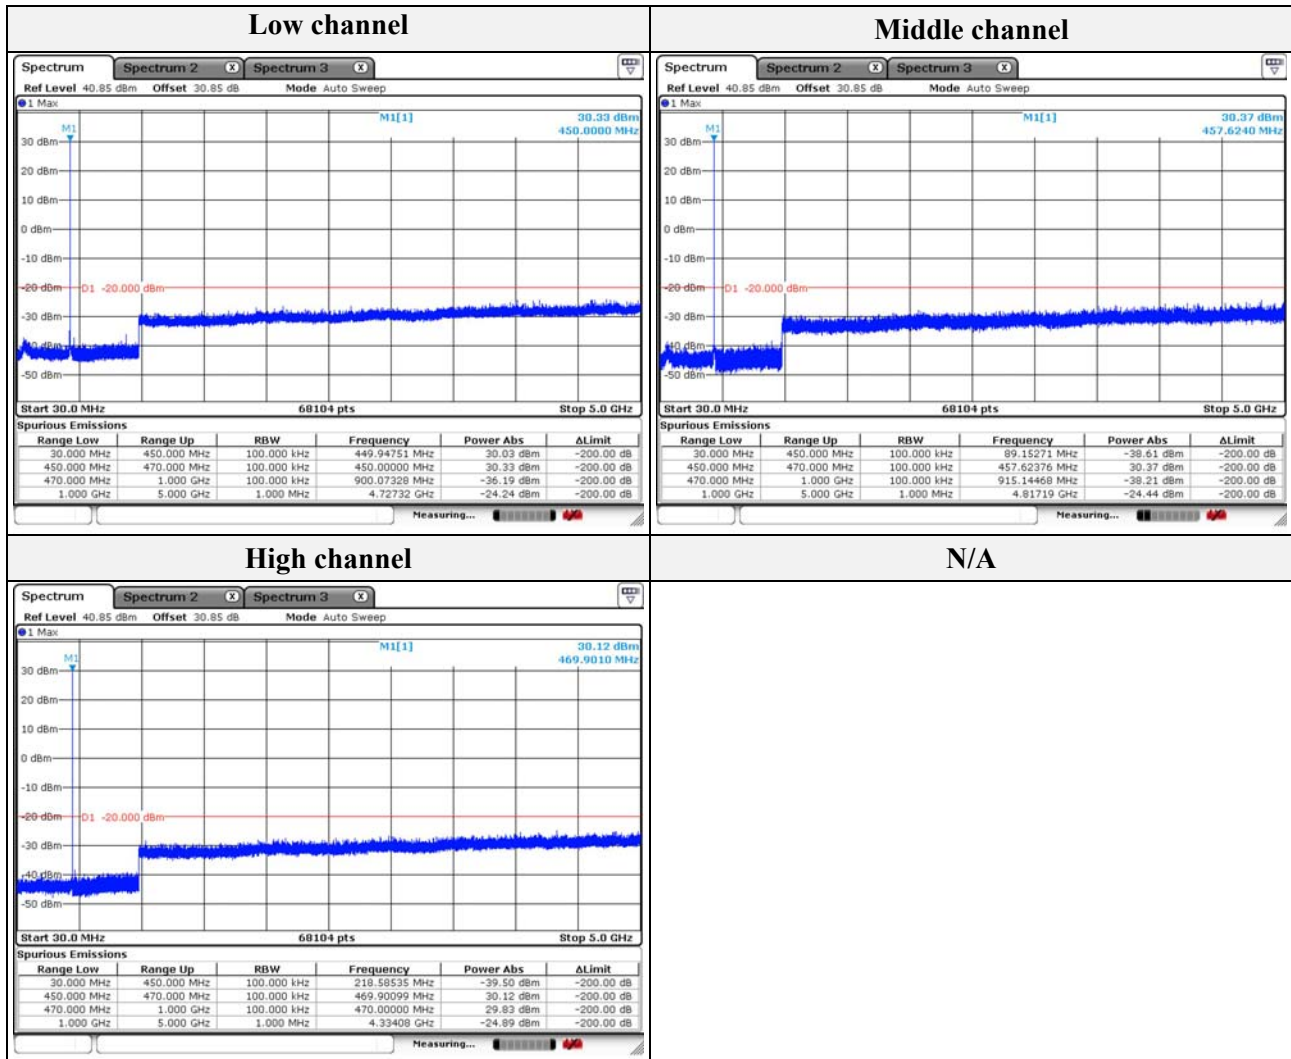 Low channel
Middle channel
Spectrum Spectrum 2 X Spectrum 3 X
Ref Level 40.85 dBm Offset 30.85 dB Mode Auto Sweep
1 Max
M1[1] 30.33 dBm
450.0000 MHz
M1
30 dBm
20 dBm
10 dBm
0 dBm
-10 dBm
-20 dBm D1 -20.000 dBm
-30 dBm
-40 dBm
-50 dBm
Start 30.0 MHz 68104 pts Stop 5.0 GHz
Spurious Emissions
Range Low Range Up RBW Frequency Power Abs ΔLimit
30.000 MHz 450.000 MHz 100.000 kHz 449.94751 MHz 30.03 dBm -200.00 dB
450.000 MHz 470.000 MHz 100.000 kHz 450.00000 MHz 30.33 dBm -200.00 dB
470.000 MHz 1.000 GHz 100.000 kHz 900.07328 MHz -36.19 dBm -200.00 dB
1.000 GHz 5.000 GHz 1.000 MHz 4.72732 GHz -24.24 dBm -200.00 dB
Measuring...
Spectrum Spectrum 2 X Spectrum 3 X
Ref Level 40.85 dBm Offset 30.85 dB Mode Auto Sweep
1 Max
M1[1] 30.37 dBm
457.6240 MHz
M1
30 dBm
20 dBm
10 dBm
0 dBm
-10 dBm
-20 dBm D1 -20.000 dBm
-30 dBm
-40 dBm
-50 dBm
Start 30.0 MHz 68104 pts Stop 5.0 GHz
Spurious Emissions
Range Low Range Up RBW Frequency Power Abs ΔLimit
30.000 MHz 450.000 MHz 100.000 kHz 89.15271 MHz -38.61 dBm -200.00 dB
450.000 MHz 470.000 MHz 100.000 kHz 457.62376 MHz 30.37 dBm -200.00 dB
470.000 MHz 1.000 GHz 100.000 kHz 915.14468 MHz -38.21 dBm -200.00 dB
1.000 GHz 5.000 GHz 1.000 MHz 4.81719 GHz -24.44 dBm -200.00 dB
Measuring...
High channel
N/A
Spectrum Spectrum 2 X Spectrum 3 X
Ref Level 40.85 dBm Offset 30.85 dB Mode Auto Sweep
1 Max
M1[1] 30.12 dBm
469.9010 MHz
M1
30 dBm
20 dBm
10 dBm
0 dBm
-10 dBm
-20 dBm D1 -20.000 dBm
-30 dBm
-40 dBm
-50 dBm
Start 30.0 MHz 68104 pts Stop 5.0 GHz
Spurious Emissions
Range Low Range Up RBW Frequency Power Abs ΔLimit
30.000 MHz 450.000 MHz 100.000 kHz 218.58535 MHz -39.50 dBm -200.00 dB
450.000 MHz 470.000 MHz 100.000 kHz 469.90099 MHz 30.12 dBm -200.00 dB
470.000 MHz 1.000 GHz 100.000 kHz 470.00000 MHz 29.83 dBm -200.00 dB
1.000 GHz 5.000 GHz 1.000 MHz 4.33408 GHz -24.89 dBm -200.00 dB
Measuring...